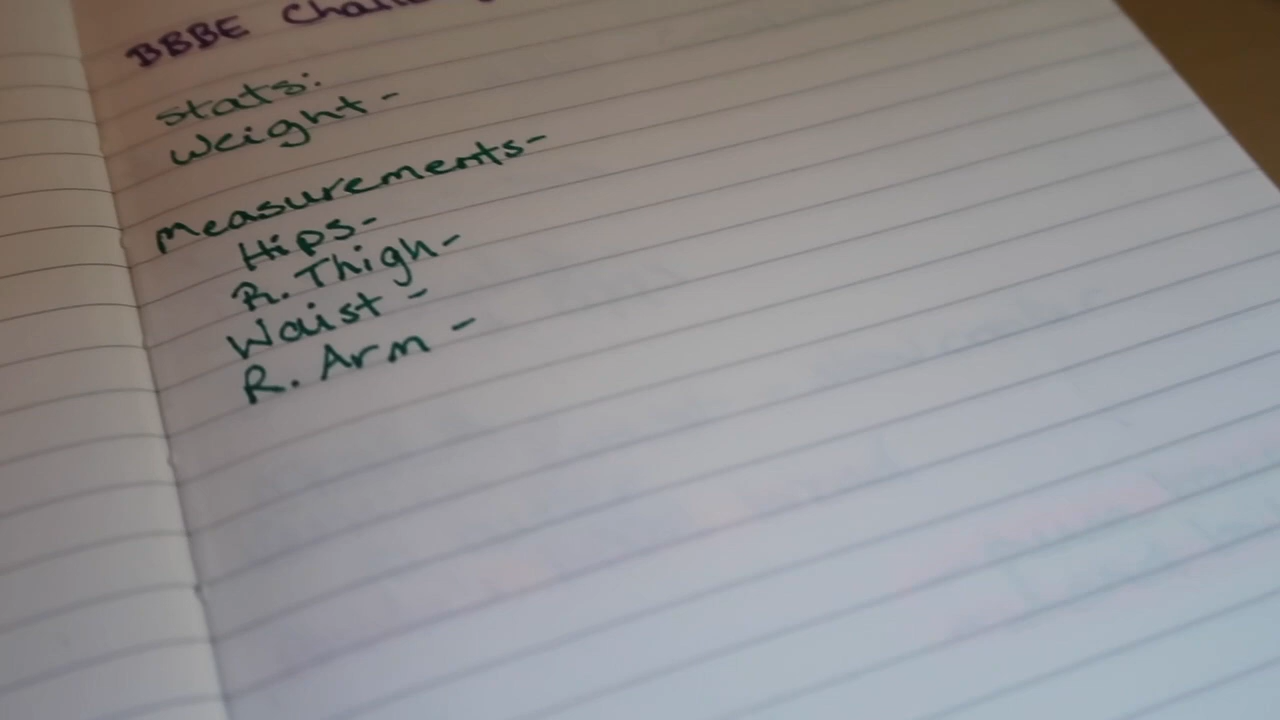 BBBE
stats:
Weight -
Measurements-
Hips-
R. Thigh-
Waist -
R. Arm -